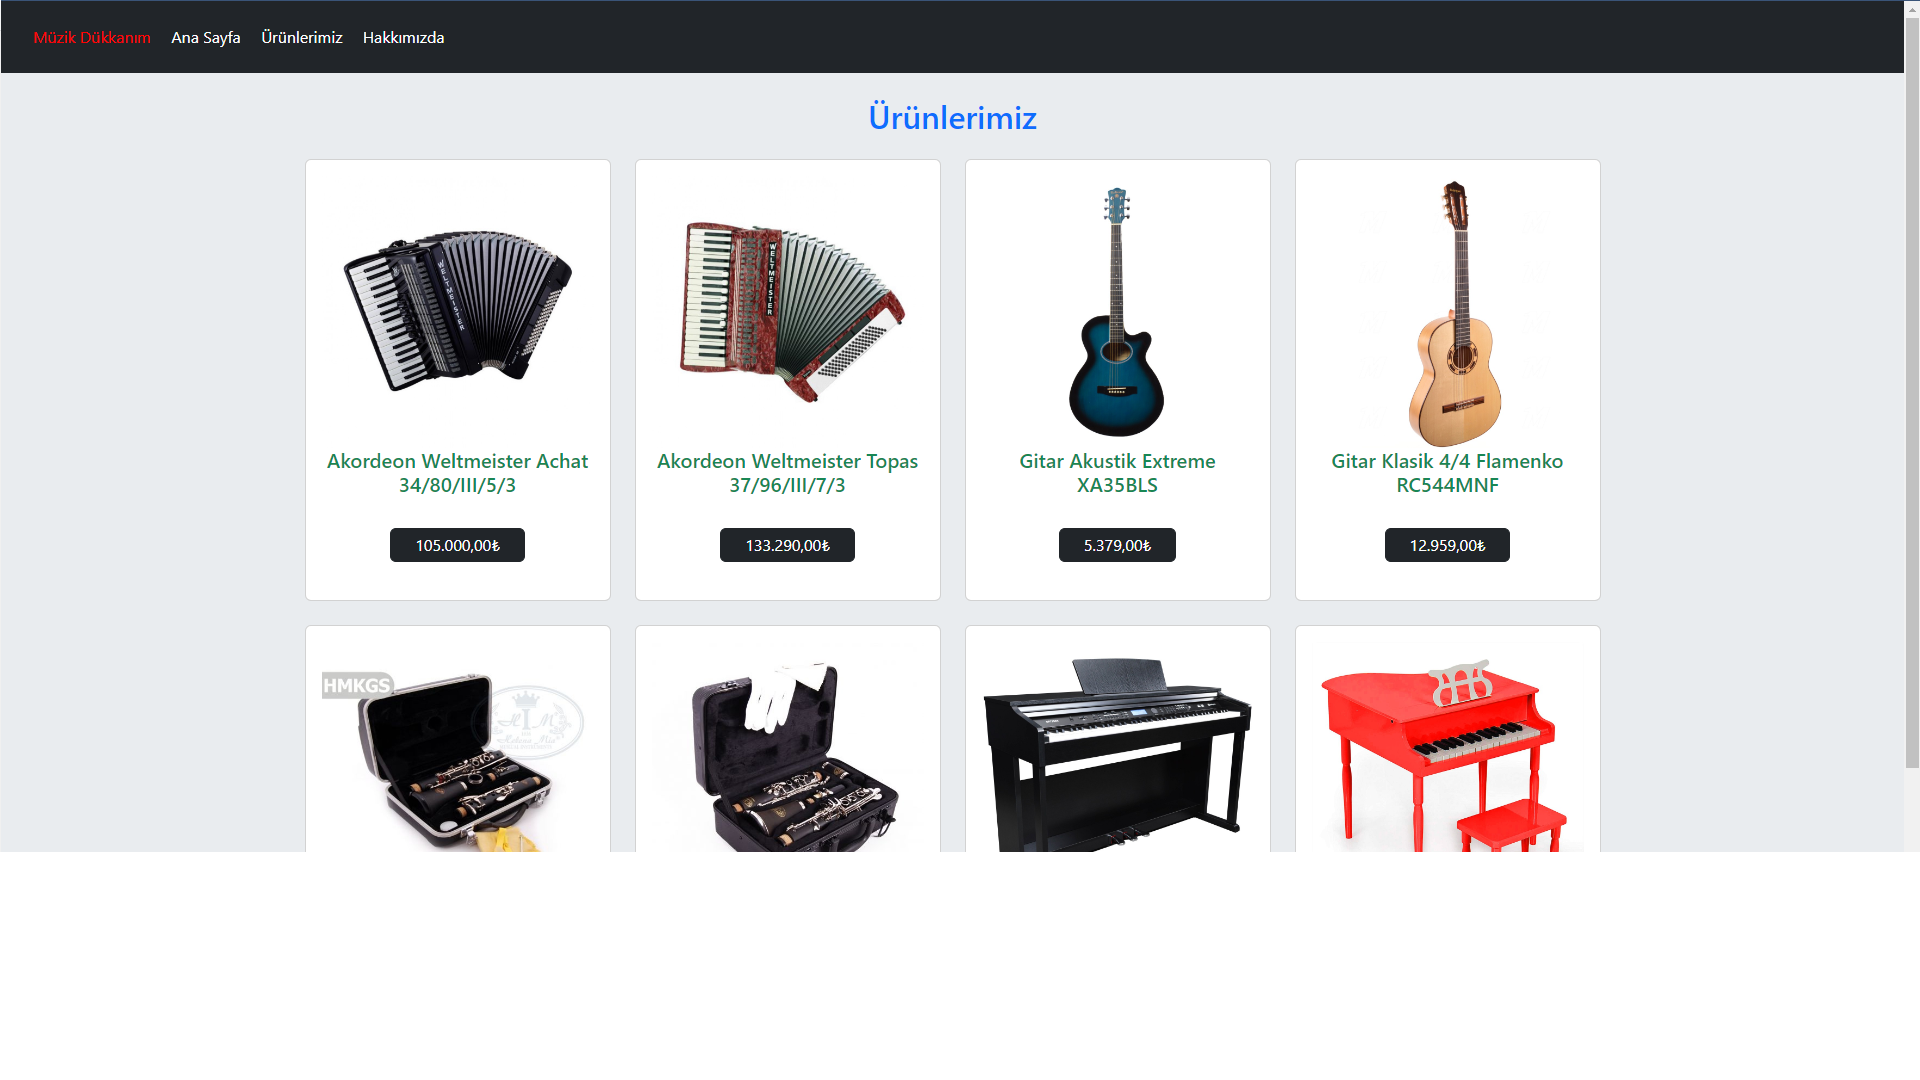 Müzik Dükkanım Ana Sayfa Ürünlerimiz Hakkımızda
Ürünlerimiz
WELTMEISTER
WELTMEISTER
Akordeon Weltmeister Achat
34/80/III/5/3
Akordeon Weltmeister Topas
37/96/III/7/3
Gitar Akustik Extreme
XA35BLS
Gitar Klasik 4/4 Flamenko
RC544MNF
105.000,00₺
133.290,00₺
5.379,00₺
12.959,00₺
HMKGS